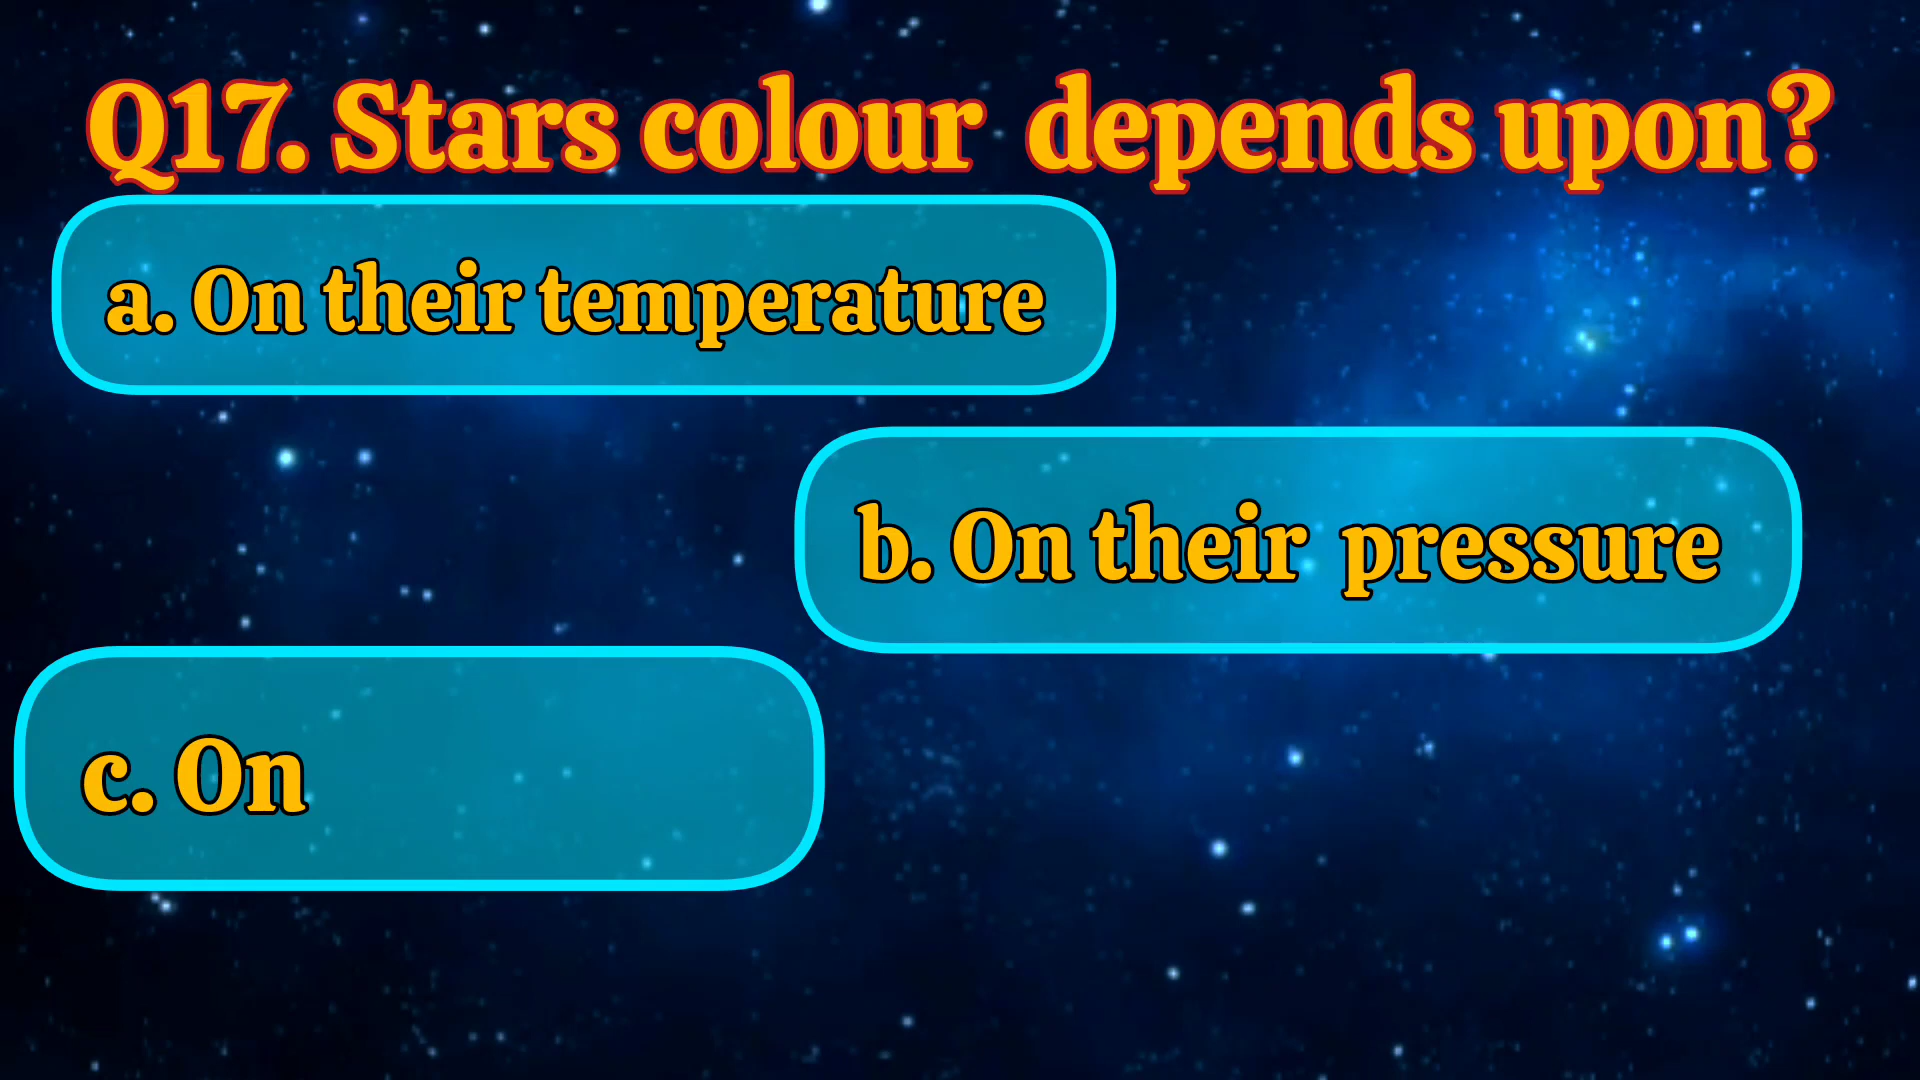 Q17. Stars colour depends upon?
a. On their temperature
b. On their pressure
c. On